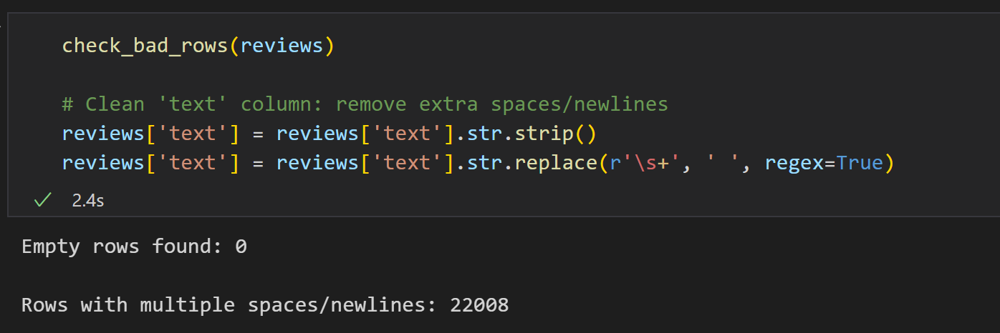 check_bad_rows(reviews)
# Clean 'text' column: remove extra spaces/newlines
reviews['text'] = reviews['text'].str.strip()
reviews['text'] = reviews['text'].str.replace(r'\s+', ' ', regex=True)
2.4s
Empty rows found: 0
Rows with multiple spaces/newlines: 22008